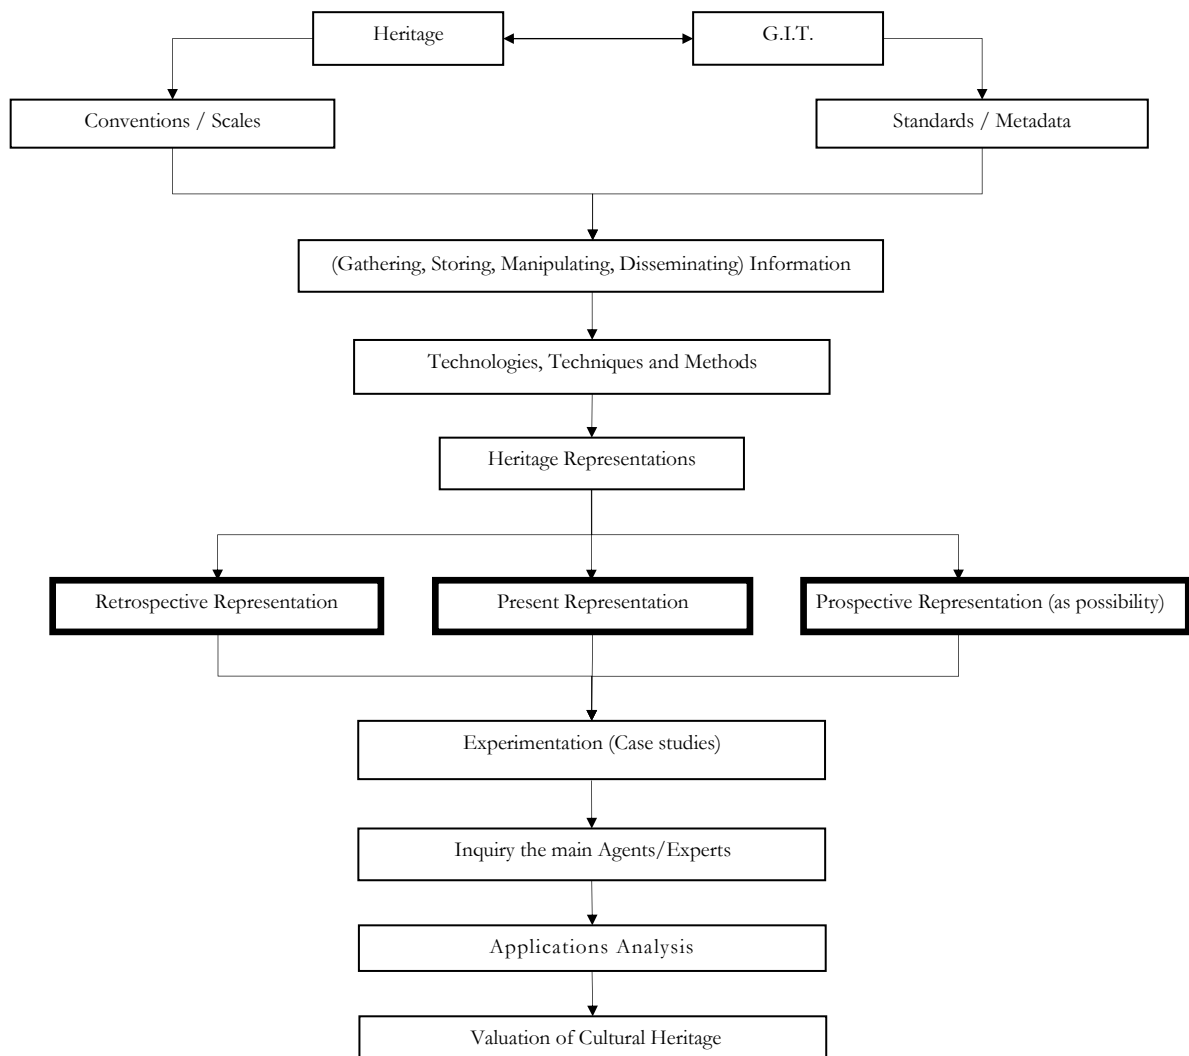 Heritage
G.I.T.
Conventions / Scales
Standards / Metadata
(Gathering, Storing, Manipulating, Disseminating) Information
Technologies, Techniques and Methods
Heritage Representations
Retrospective Representation
Present Representation
Prospective Representation (as possibility)
Experimentation (Case studies)
Inquiry the main Agents/Experts
Applications Analysis
Valuation of Cultural Heritage